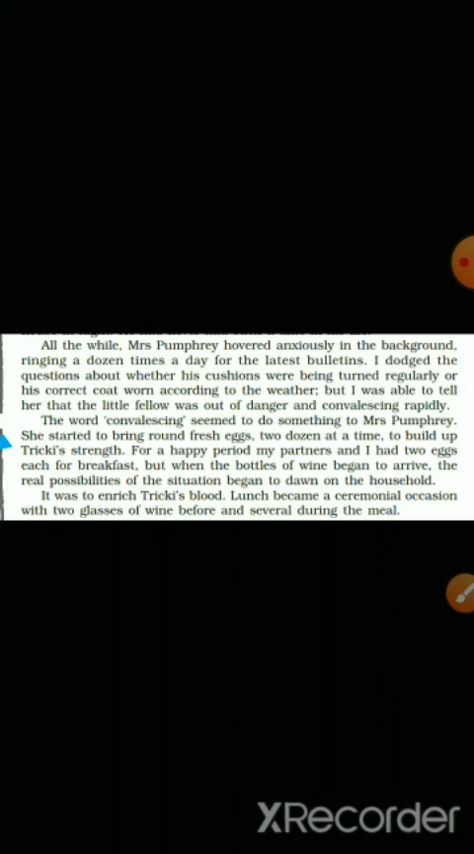 All the while, Mrs Pumphrey hovered anxiously in the background,
ringing a dozen times a day for the latest bulletins. I dodged the
questions about whether his cushions were being turned regularly or
his correct coat worn according to the weather; but I was able to tell
her that the little fellow was out of danger and convalescing rapidly.
The word 'convalescing' seemed to do something to Mrs Pumphrey.
She started to bring round fresh eggs, two dozen at a time, to build up
Tricki's strength. For a happy period my partners and I had two eggs
each for breakfast, but when the bottles of wine began to arrive, the
real possibilities of the situation began to dawn on the household.
It was to enrich Tricki's blood. Lunch became a ceremonial occasion
with two glasses of wine before and several during the meal.
XRecorder